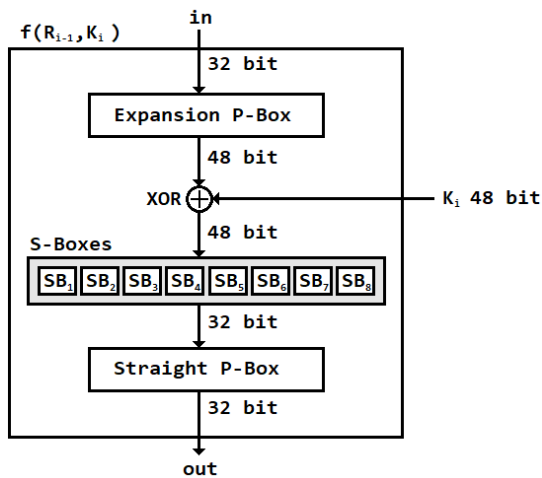 in
f(Rᵢ₋₁,Kᵢ )
32 bit
Expansion P-Box
48 bit
XOR
Kᵢ 48 bit
48 bit
S-Boxes
SB₁ SB₂ SB₃ SB₄ SB₅ SB₆ SB₇ SB₈
32 bit
Straight P-Box
32 bit
out